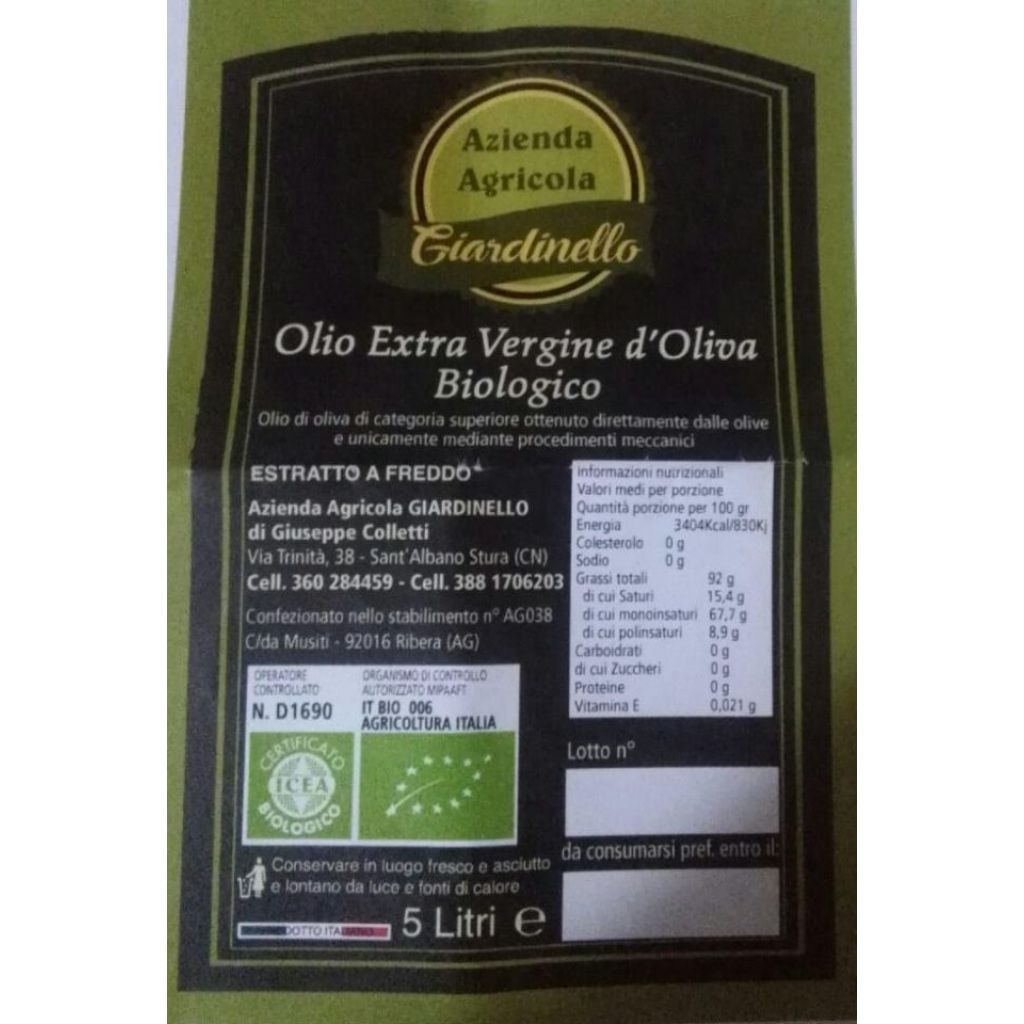 Azienda
Agricola
Giardinello
Olio Extra Vergine d'Oliva
Biologico
Olio di oliva di categoria superiore ottenuto direttamente dalle olive
e unicamente mediante procedimenti meccanici
ESTRATTO A FREDDO
Azienda Agricola GIARDINELLO
di Giuseppe Colletti
Via Trinità, 38 - Sant'Albano Stura (CN)
Cell. 360 284459 - Cell. 388 1706203
Confezionato nello stabilimento n° AG038
C/da Musiti - 92016 Ribera (AG)
OPERATORE
CONTROLLATO
N. D1690
ORGANISMO DI CONTROLLO
AUTORIZZATO MIPAAFT
IT BIO 006
AGRICOLTURA ITALIA
CERTIFICATO
ICEA
BIOLOGICO
Conservare in luogo fresco e asciutto
e lontano da luce e fonti di calore
5 Litri e
Informazioni nutrizionali
Valori medi per porzione
Quantità porzione per 100 gr
Energia 3404Kcal/830Kj
Colesterolo 0 g
Sodio 0 g
Grassi totali 92 g
di cui Saturi 15,4 g
di cui monoinsaturi 67,7 g
di cui polinsaturi 8,9 g
Carboidrati 0 g
di cui Zuccheri 0 g
Proteine 0 g
Vitamina E 0,021 g
Lotto n°
da consumarsi pref. entro il: